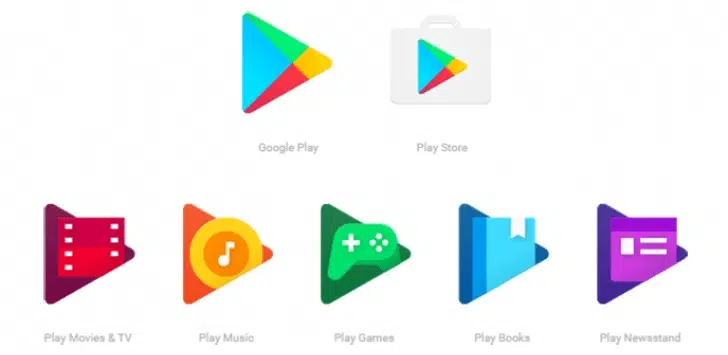 Google Play
Play Store
Play Movies & TV
Play Music
Play Games
Play Books
Play Newsstand